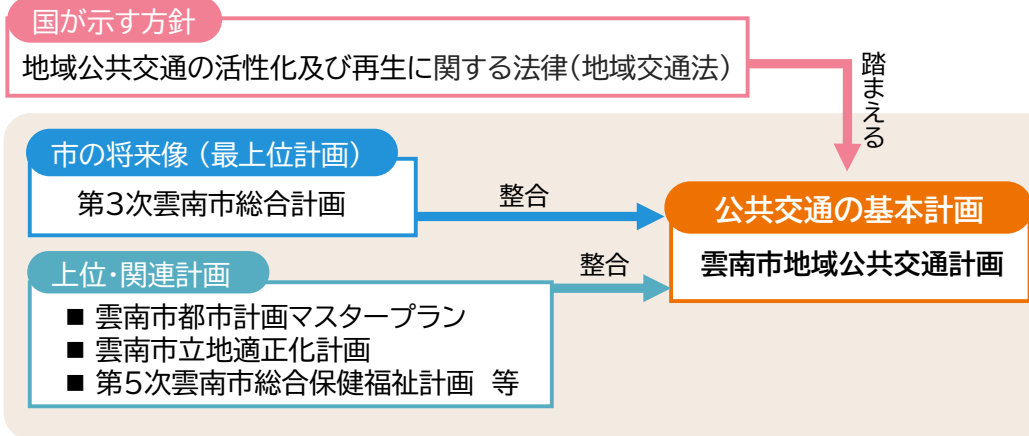 国が示す方針
地域公共交通の活性化及び再生に関する法律(地域交通法)
踏まえる
市の将来像(最上位計画)
第3次雲南市総合計画
整合
公共交通の基本計画
雲南市地域公共交通計画
上位・関連計画
整合
■ 雲南市都市計画マスタープラン
■ 雲南市立地適正化計画
■ 第5次雲南市総合保健福祉計画 等